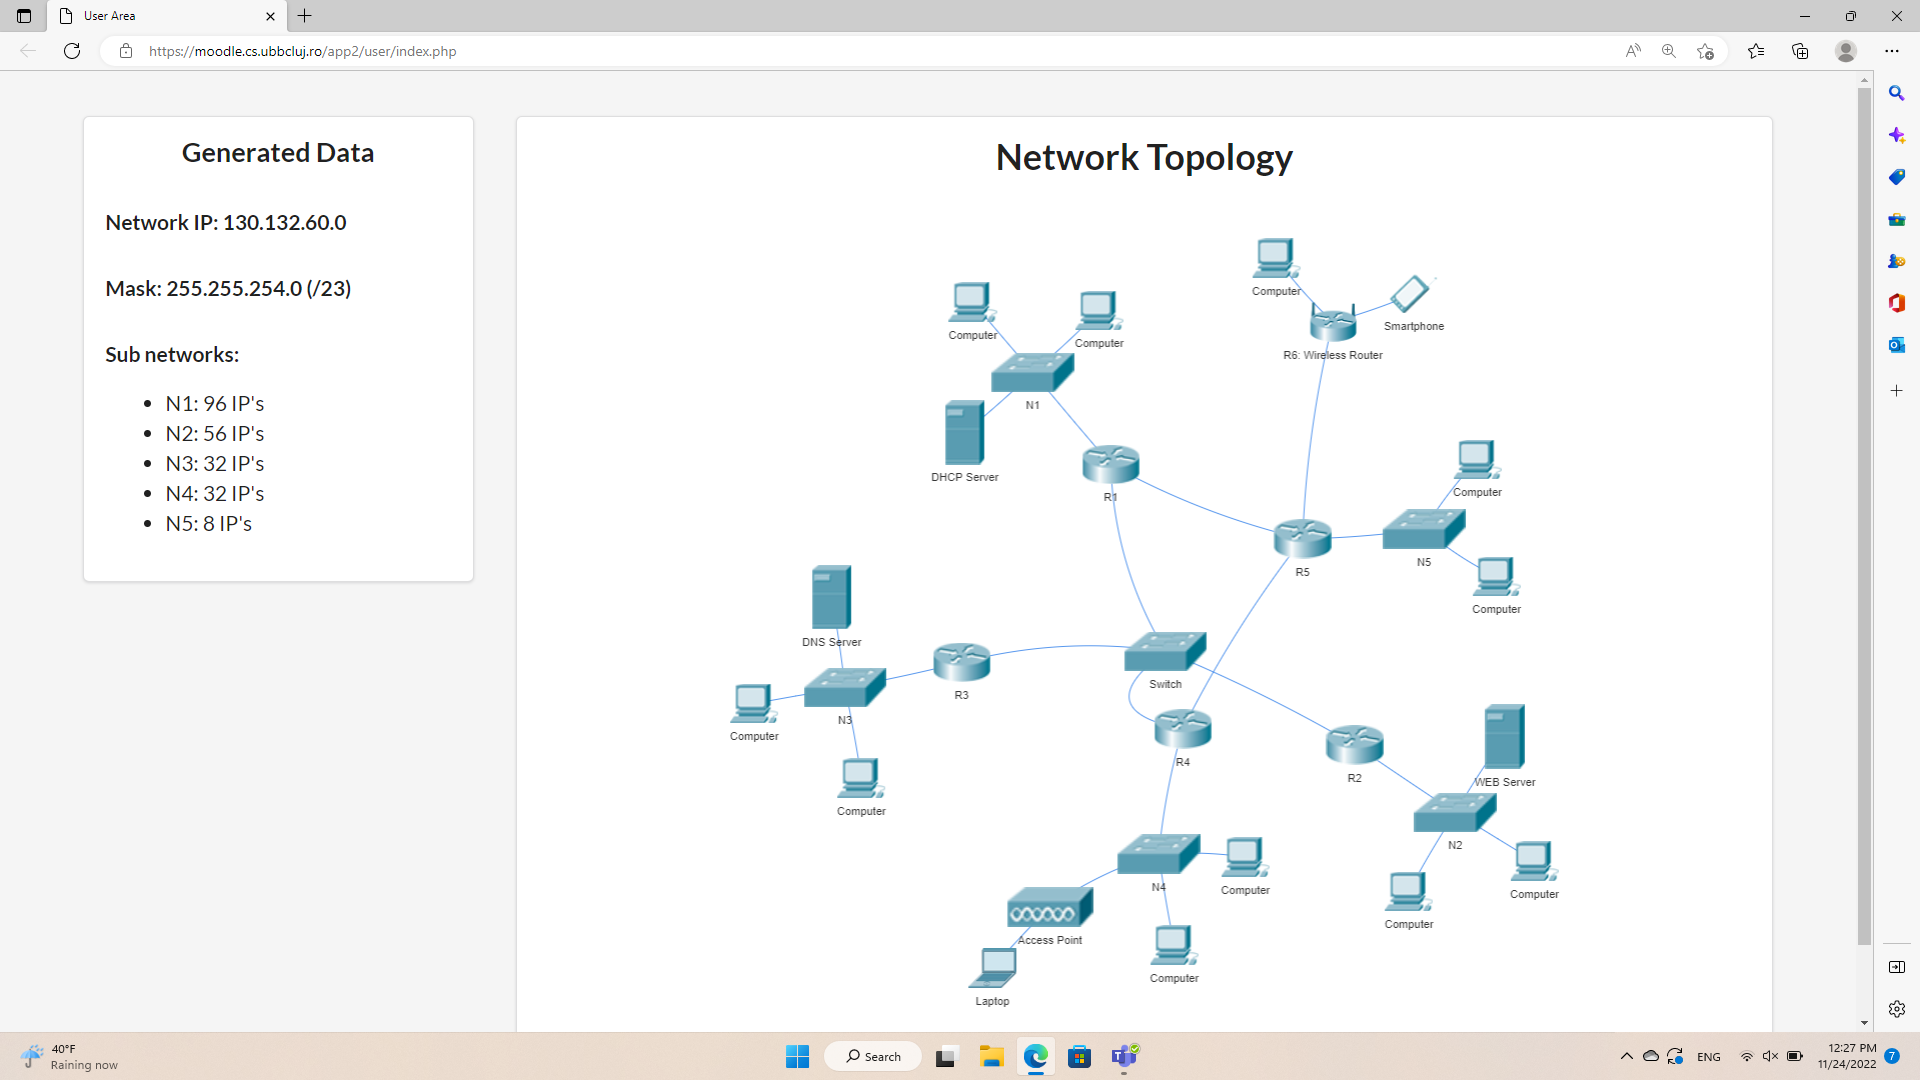 User Area
https://moodle.cs.ubbcluj.ro/app2/user/index.php
Generated Data
Network IP: 130.132.60.0
Mask: 255.255.254.0 (/23)
Sub networks:
N1: 96 IP's
N2: 56 IP's
N3: 32 IP's
N4: 32 IP's
N5: 8 IP's
Network Topology
Computer
Smartphone
R6: Wireless Router
Computer
Computer
N1
DHCP Server
R1
Computer
N5
R5
Computer
DNS Server
N3
R3
Switch
Computer
Computer
R4
R2
WEB Server
N2
Computer
Computer
N4
Computer
Access Point
Computer
Laptop
40°F
Raining now
Search
ENG
12:27 PM
11/24/2022
7